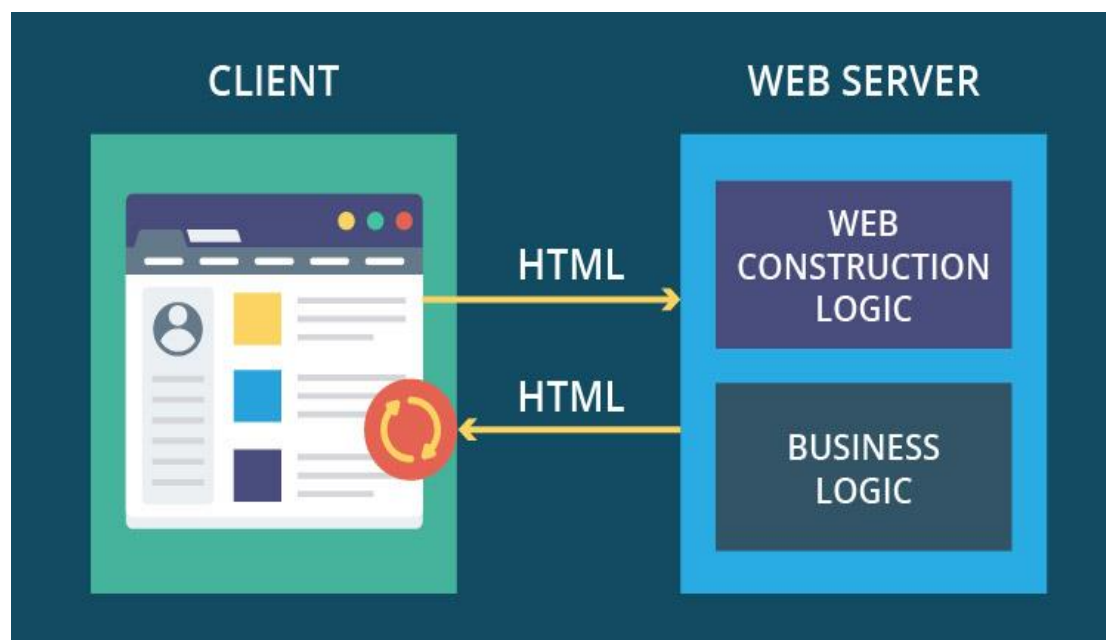 CLIENT
WEB SERVER
HTML
WEB
CONSTRUCTION
LOGIC
HTML
BUSINESS
LOGIC